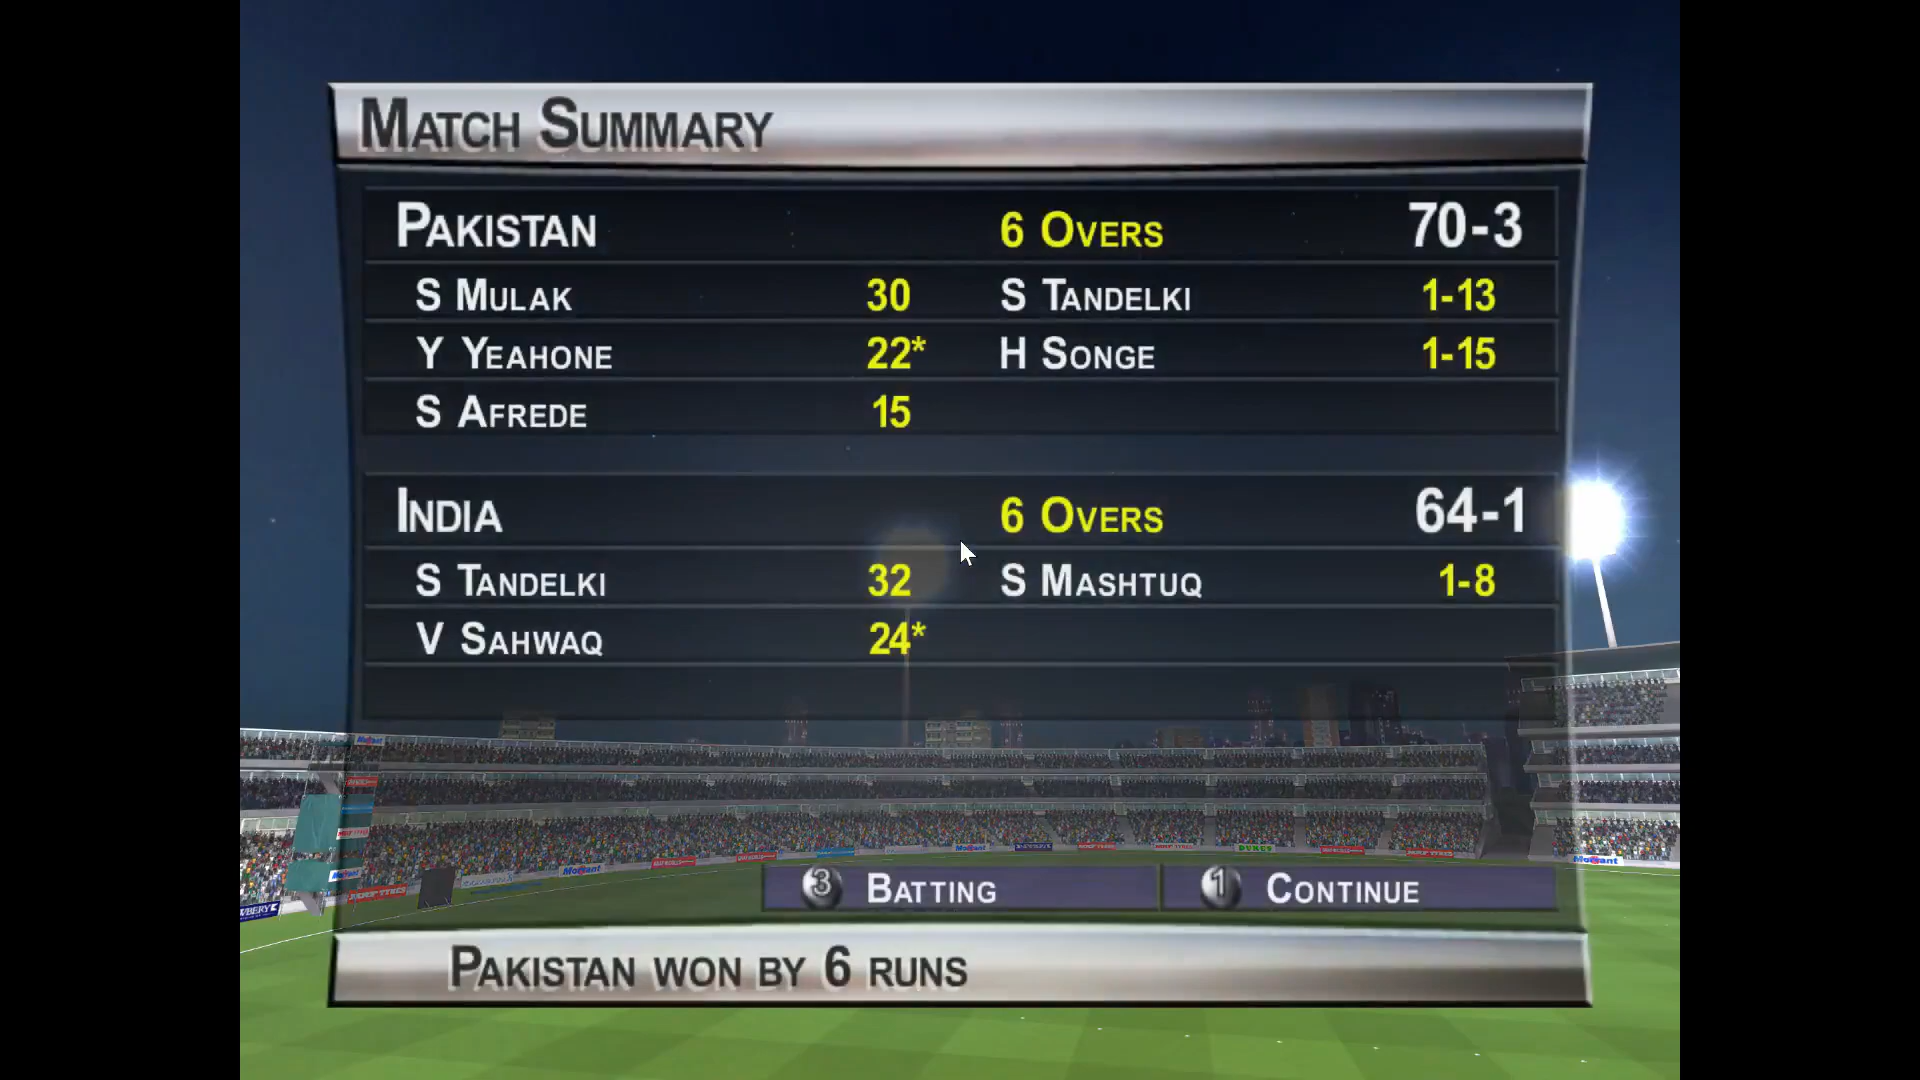 MATCH SUMMARY
PAKISTAN 6 OVERS 70-3
S MULAK 30 S TANDELKI 1-13
Y YEAHONE 22* H SONGE 1-15
S AFREDE 15
INDIA 6 OVERS 64-1
S TANDELKI 32 S MASHTUQ 1-8
V SAHWAQ 24*
3 BATTING 1 CONTINUE
PAKISTAN WON BY 6 RUNS